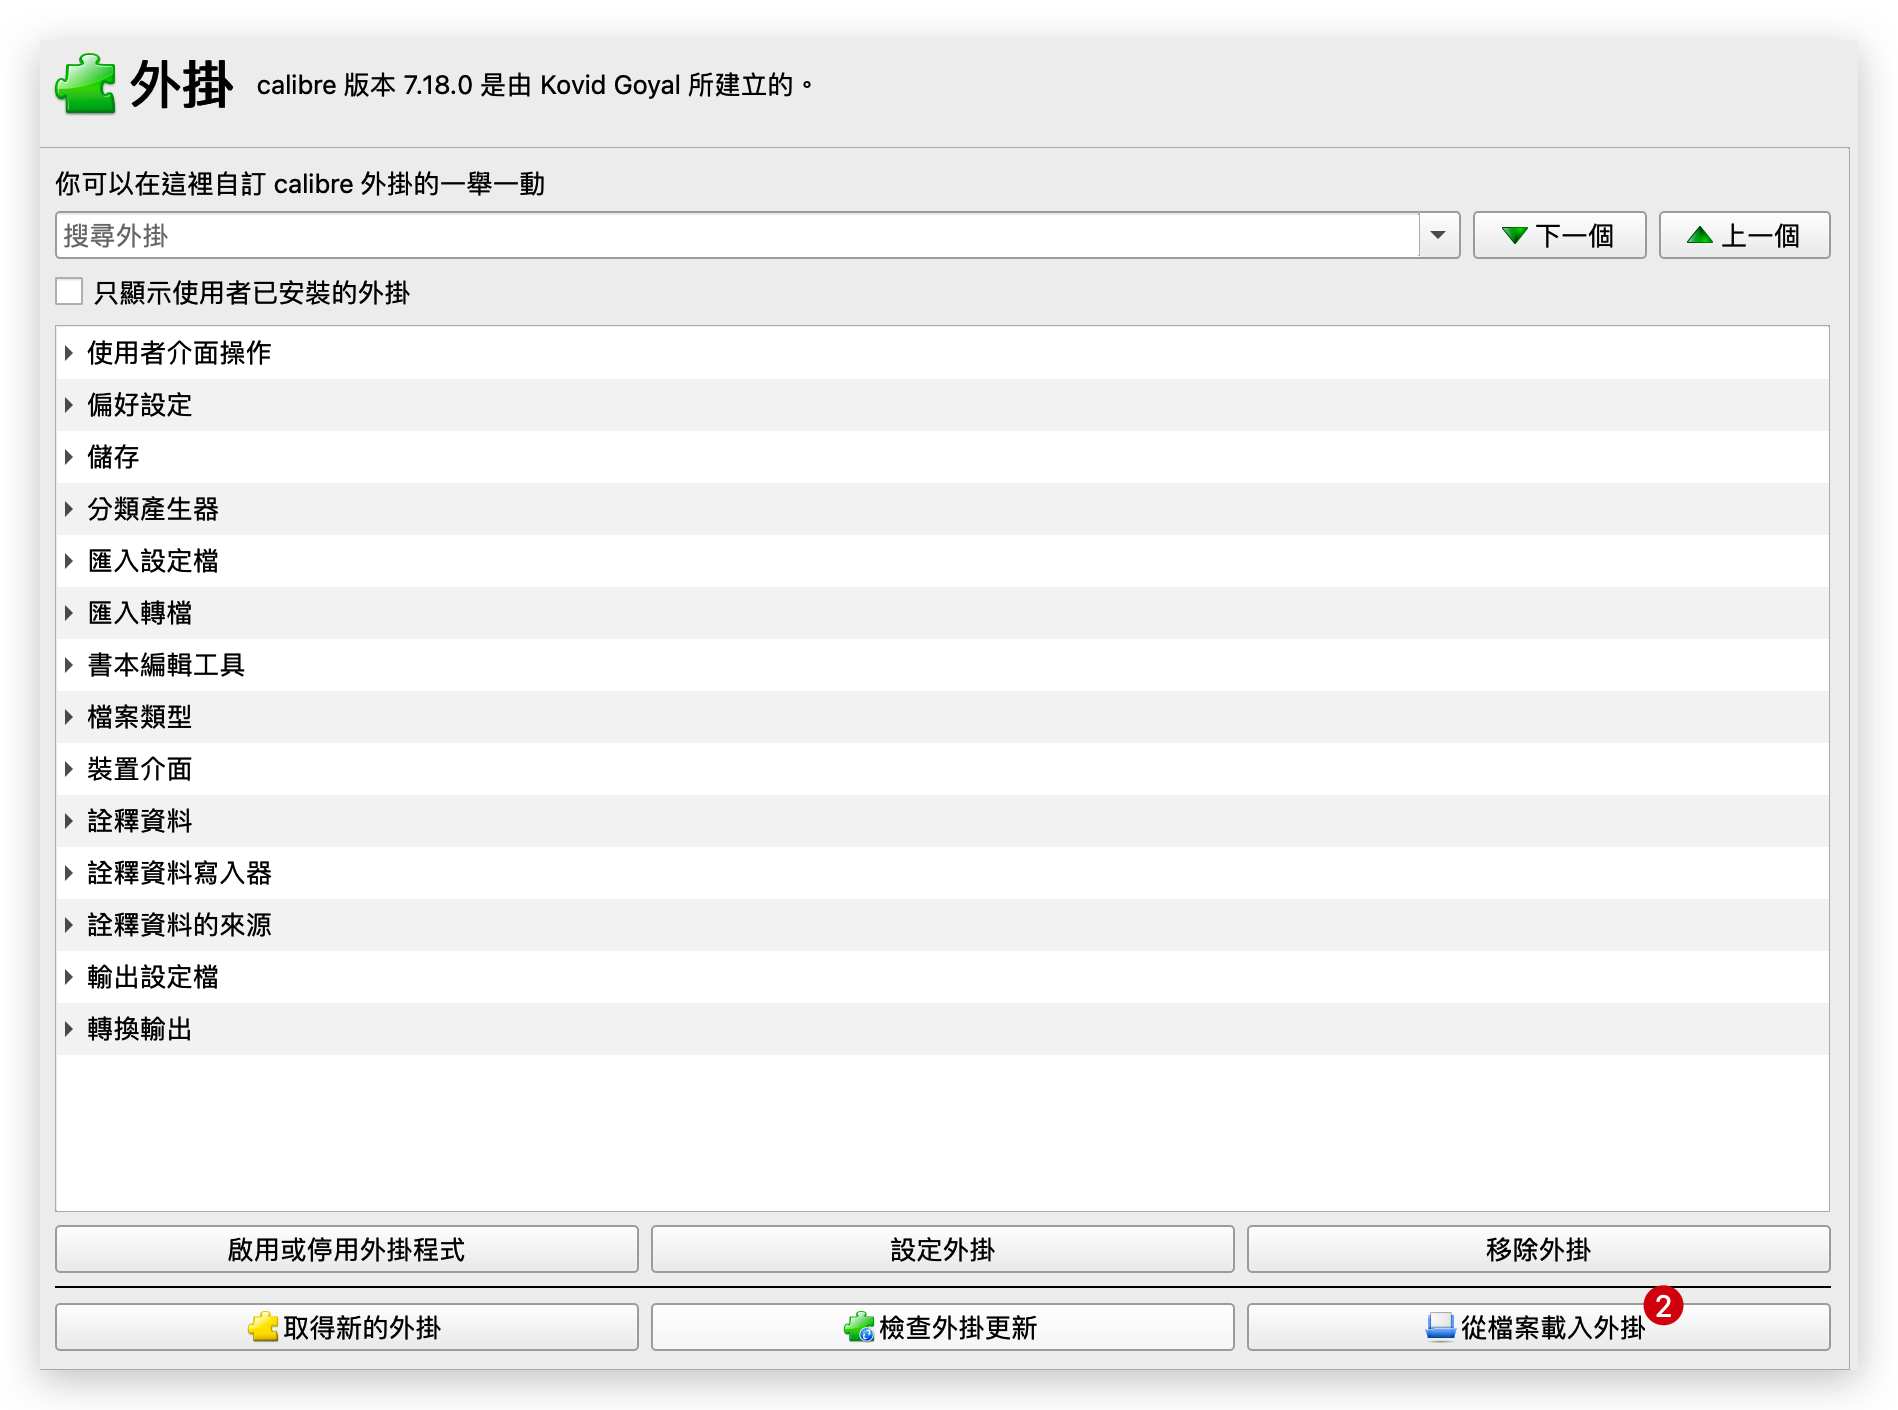 外掛 calibre 版本 7.18.0 是由 Kovid Goyal 所建立的。
你可以在這裡自訂 calibre 外掛的一舉一動
搜尋外掛 下一個 上一個
只顯示使用者已安裝的外掛
使用者介面操作
偏好設定
儲存
分類產生器
匯入設定檔
匯入轉檔
書本編輯工具
檔案類型
裝置介面
詮釋資料
詮釋資料寫入器
詮釋資料的來源
輸出設定檔
轉換輸出
啟用或停用外掛程式 設定外掛 移除外掛
取得新的外掛 檢查外掛更新 從檔案載入外掛 2